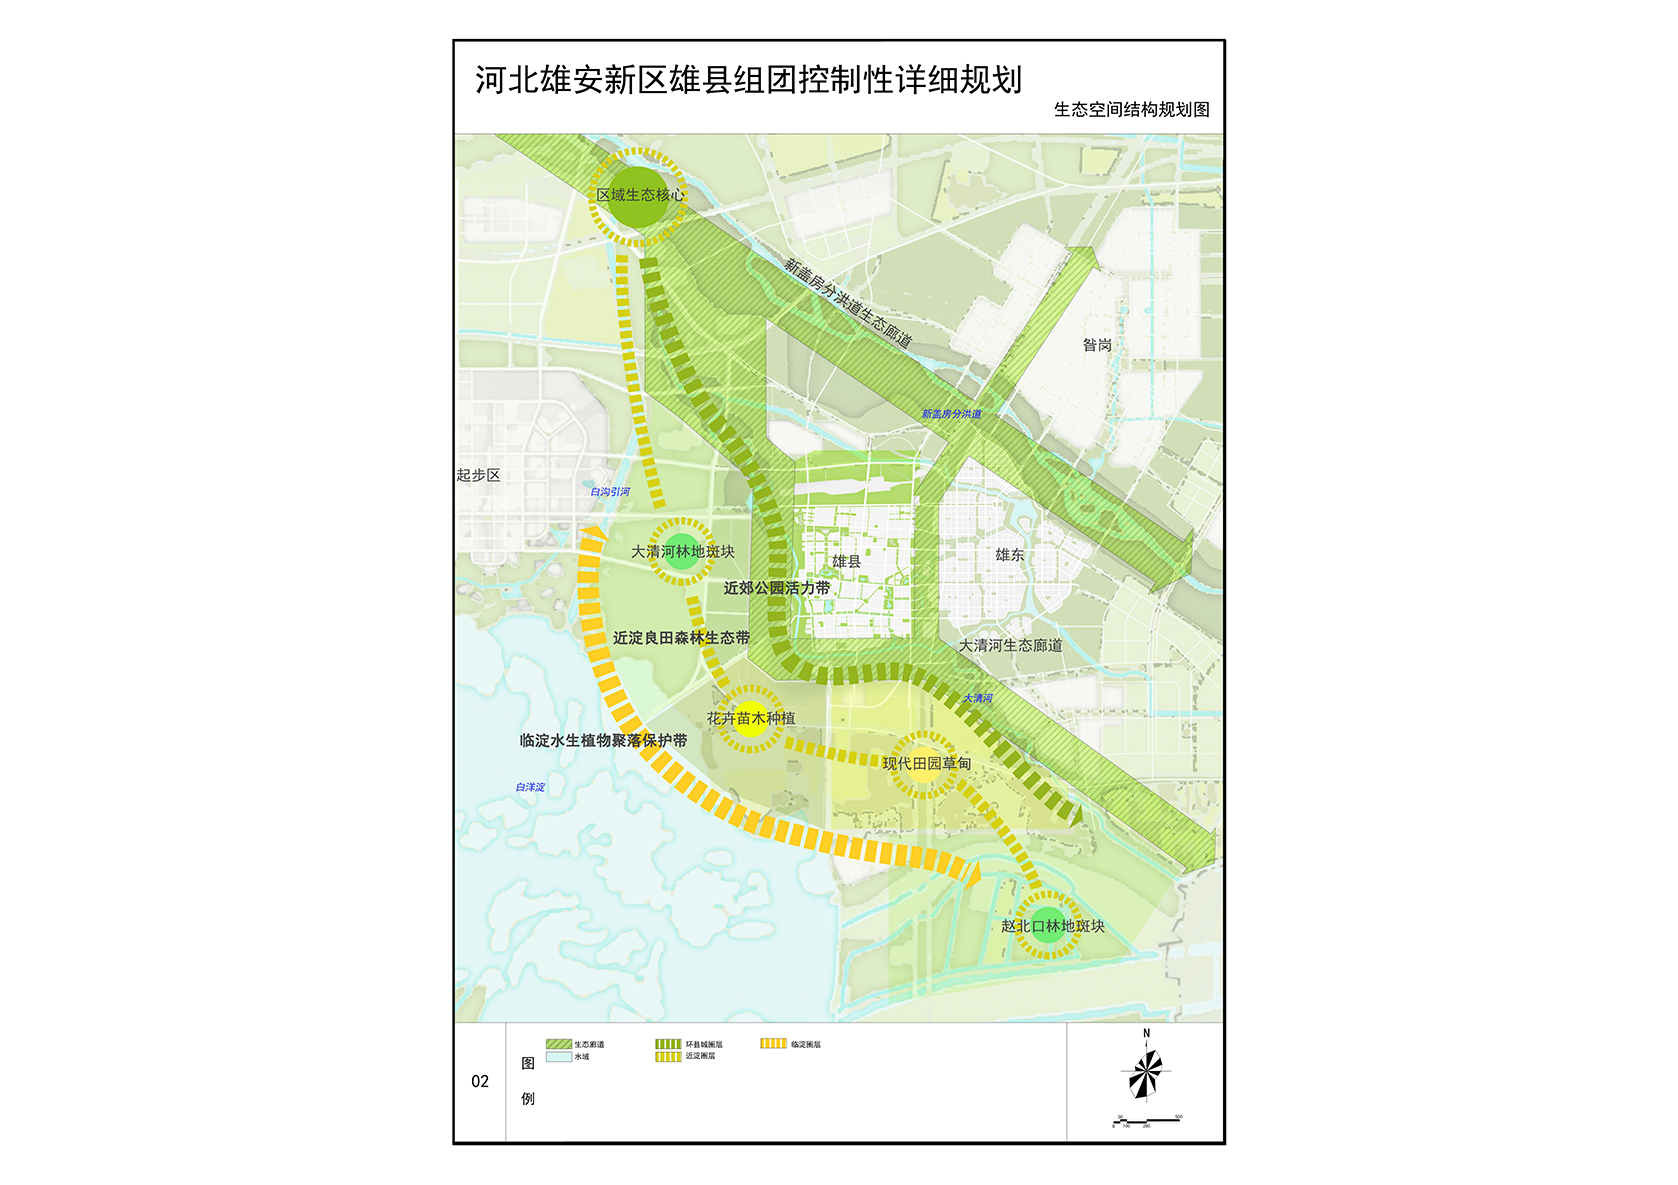 河北雄安新区雄县组团控制性详细规划
生态空间结构规划图
区域生态核心
新盖房分洪道生态廊道
昝岗
新盖房分洪道
起步区
白沟引河
大清河林地斑块
雄县
雄东
近郊公园活力带
近淀良田森林生态带
大清河生态廊道
大清河
花卉苗木种植
临淀水生植物聚落保护带
现代田园草甸
白洋淀
赵北口林地斑块
02
图
例
生态廊道
水域
环县城圈层
近淀圈层
临淀圈层
N
50
500
0
100
250